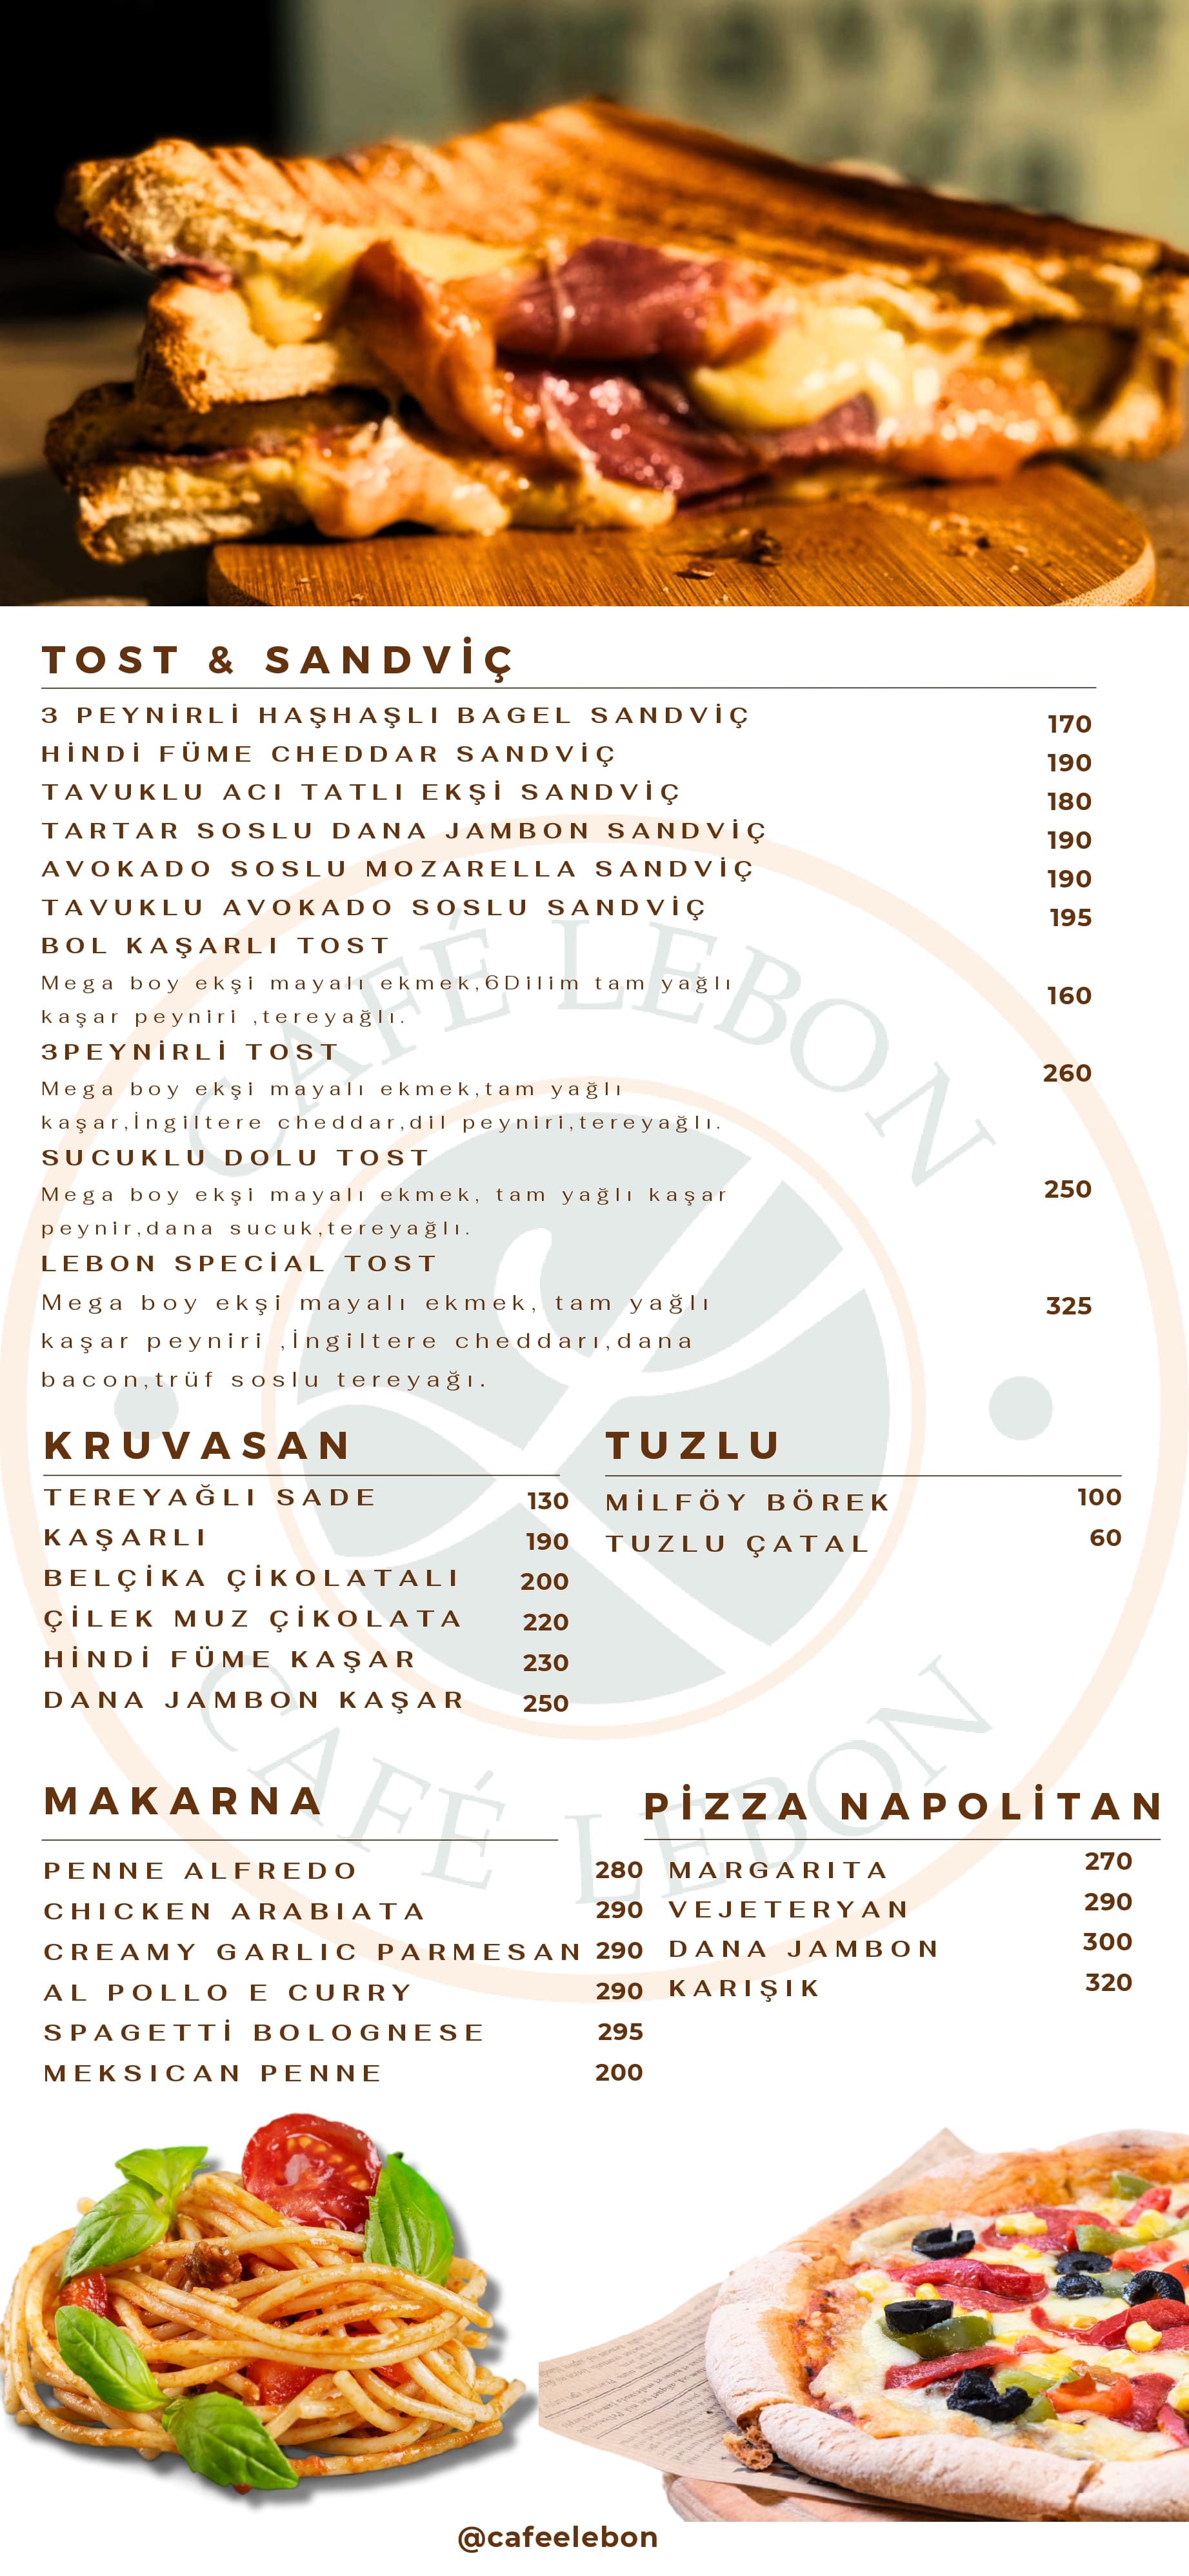 TOST & SANDVİÇ
3 PEYNİRLİ HAŞHAŞLI BAGEL SANDVİÇ 170
HİNDİ FÜME CHEDDAR SANDVİÇ 190
TAVUKLU ACI TATLI EKŞİ SANDVİÇ 180
TARTAR SOSLU DANA JAMBON SANDVİÇ 190
AVOKADO SOSLU MOZARELLA SANDVİÇ 190
TAVUKLU AVOKADO SOSLU SANDVİÇ 195
BOL KAŞARLI TOST
Mega boy ekşi mayalı ekmek,6Dilim tam yağlı
kaşar peyniri ,tereyağlı. 160
3PEYNİRLİ TOST
Mega boy ekşi mayalı ekmek,tam yağlı 260
kaşar,İngiltere cheddar,dil peyniri,tereyağlı.
SUCUKLU DOLU TOST
Mega boy ekşi mayalı ekmek, tam yağlı kaşar 250
peynir,dana sucuk,tereyağlı.
LEBON SPECİAL TOST
Mega boy ekşi mayalı ekmek, tam yağlı 325
kaşar peyniri ,İngiltere cheddarı,dana
bacon,trüf soslu tereyağı.
KRUVASAN
TEREYAĞLI SADE 130
KAŞARLI 190
BELÇİKA ÇİKOLATALI 200
ÇİLEK MUZ ÇİKOLATA 220
HİNDİ FÜME KAŞAR 230
DANA JAMBON KAŞAR 250
TUZLU
MİLFÖY BÖREK 100
TUZLU ÇATAL 60
MAKARNA
PENNE ALFREDO 280
CHICKEN ARABIATA 290
CREAMY GARLIC PARMESAN 290
AL POLLO E CURRY 290
SPAGETTİ BOLOGNESE 295
MEKSICAN PENNE 200
PİZZA NAPOLİTAN
MARGARITA 270
VEJETERYAN 290
DANA JAMBON 300
KARIŞIK 320
CAFÉ LEBON
CAFÉ LEBON
@cafeelebon